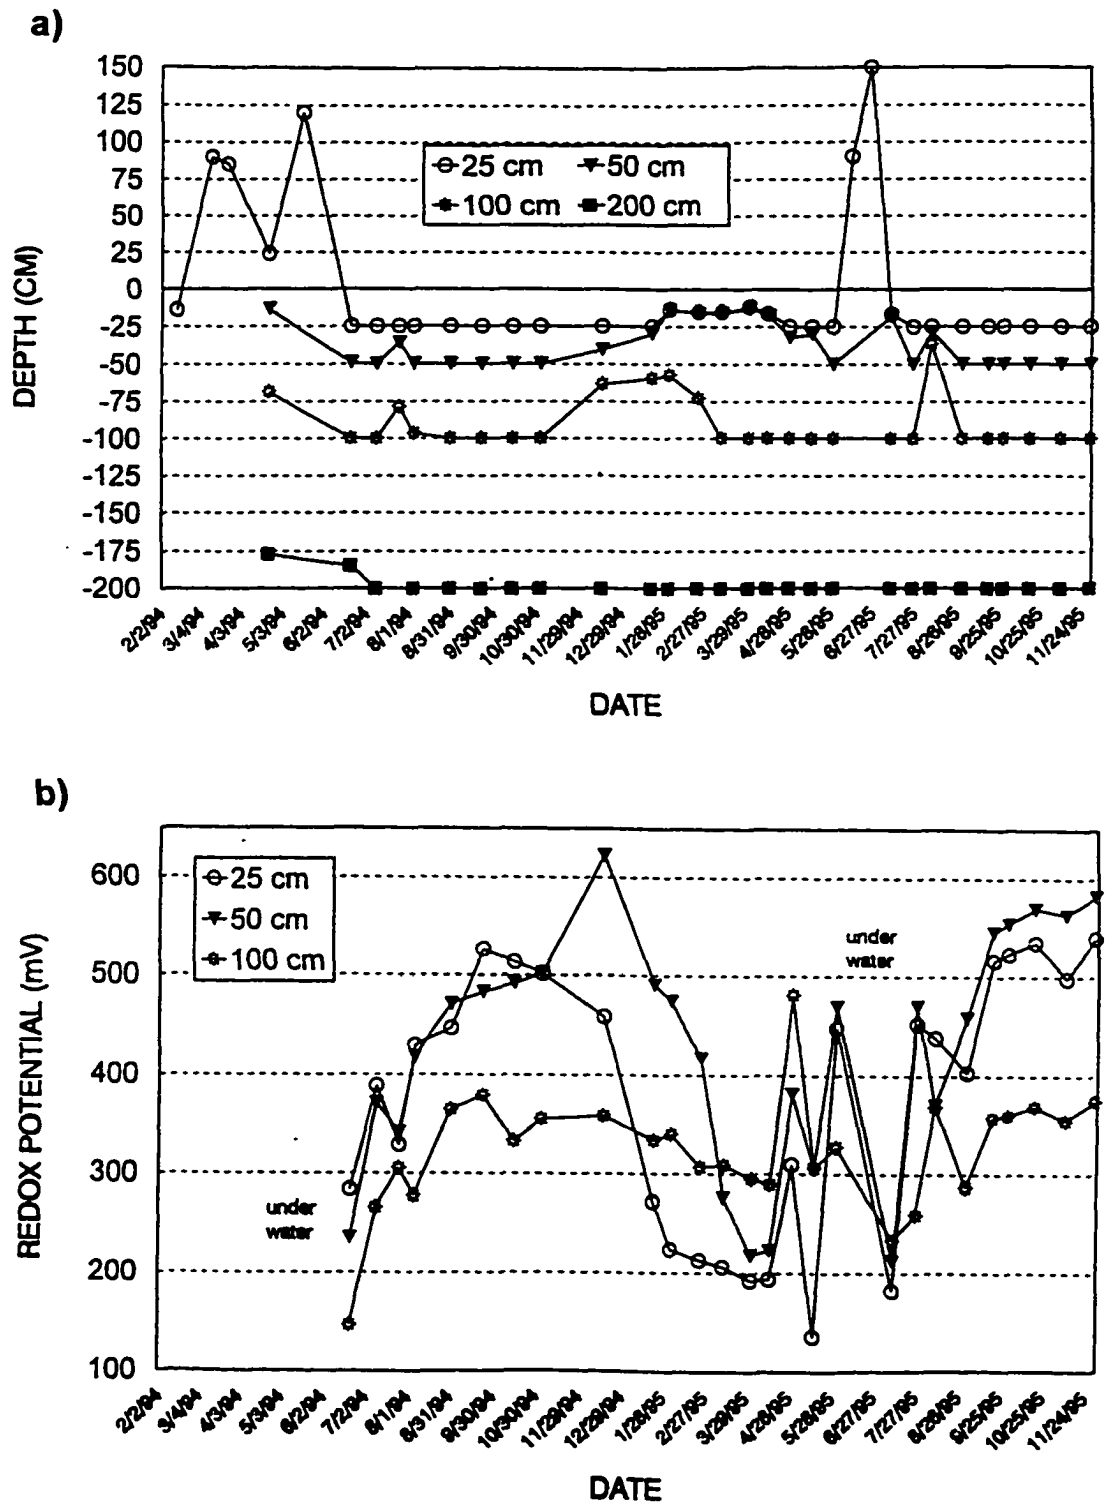 a)
150
125
100
75
50
25
0
-25
-50
-75
-100
-125
-150
-175
-200
DEPTH (CM)
25 cm 50 cm
100 cm 200 cm
2/2/94 3/4/94 4/3/94 5/3/94 6/2/94 7/2/94 8/1/94 8/31/94 9/30/94 10/30/94 11/29/94 12/29/94 1/28/95 2/27/95 3/29/95 4/28/95 5/28/95 6/27/95 7/27/95 8/26/95 9/25/95 10/25/95 11/24/95
DATE
b)
600
500
400
300
200
100
REDOX POTENTIAL (mV)
25 cm
50 cm
100 cm
under
water
under
water
2/2/94 3/4/94 4/3/94 5/3/94 6/2/94 7/2/94 8/1/94 8/31/94 9/30/94 10/30/94 11/29/94 12/29/94 1/28/95 2/27/95 3/29/95 4/28/95 5/28/95 6/27/95 7/27/95 8/26/95 9/25/95 10/25/95 11/24/95
DATE